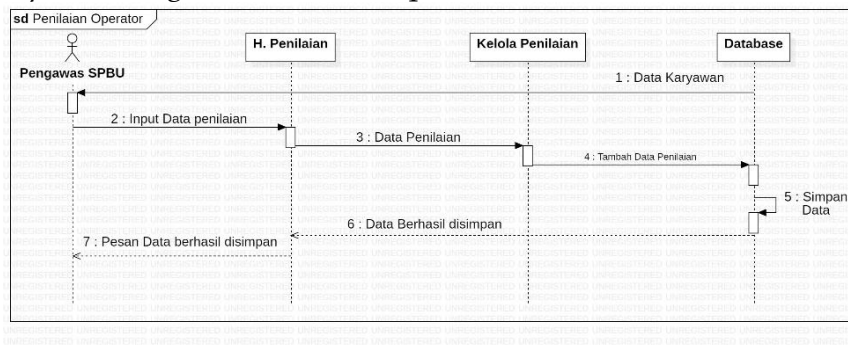 sd Penilaian Operator
H. Penilaian
Kelola Penilaian
Database
Pengawas SPBU
1 : Data Karyawan
2 : Input Data penilaian
3 : Data Penilaian
4 : Tambah Data Penilaian
5 : Simpan
Data
6 : Data Berhasil disimpan
7 : Pesan Data berhasil disimpan